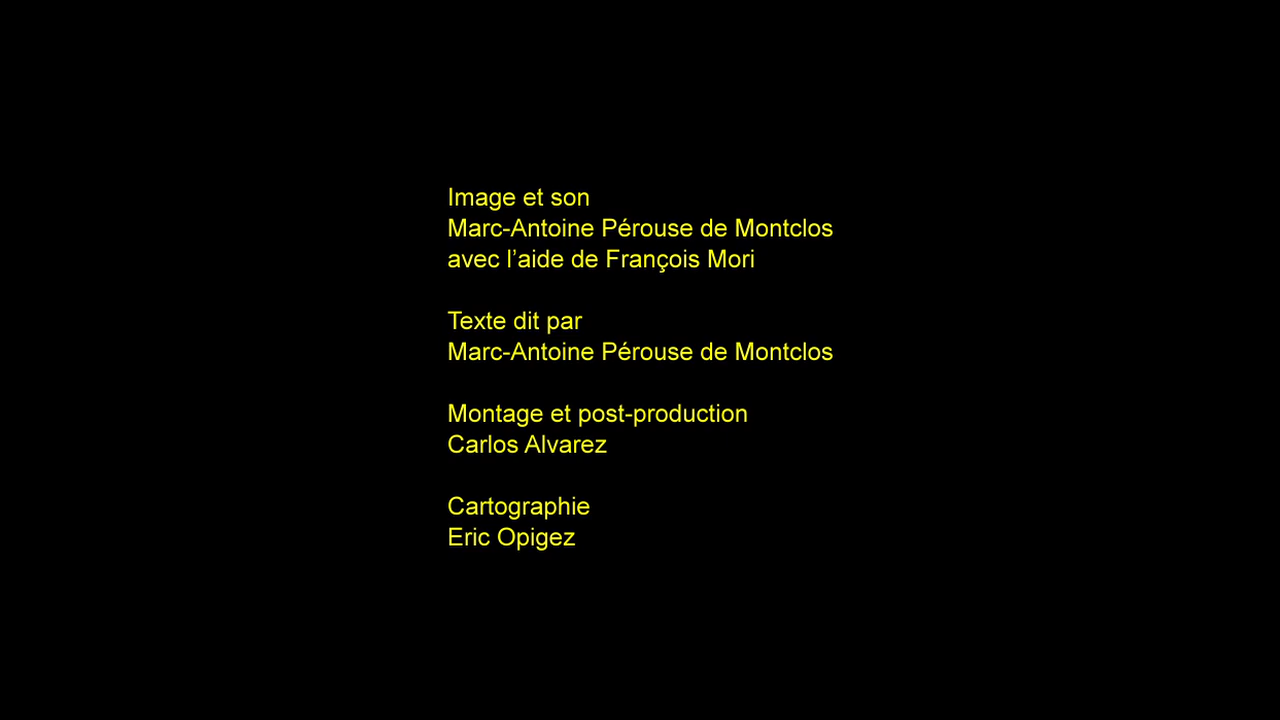 Image et son
Marc-Antoine Pérouse de Montclos
avec l’aide de François Mori
Texte dit par
Marc-Antoine Pérouse de Montclos
Montage et post-production
Carlos Alvarez
Cartographie
Eric Opigez